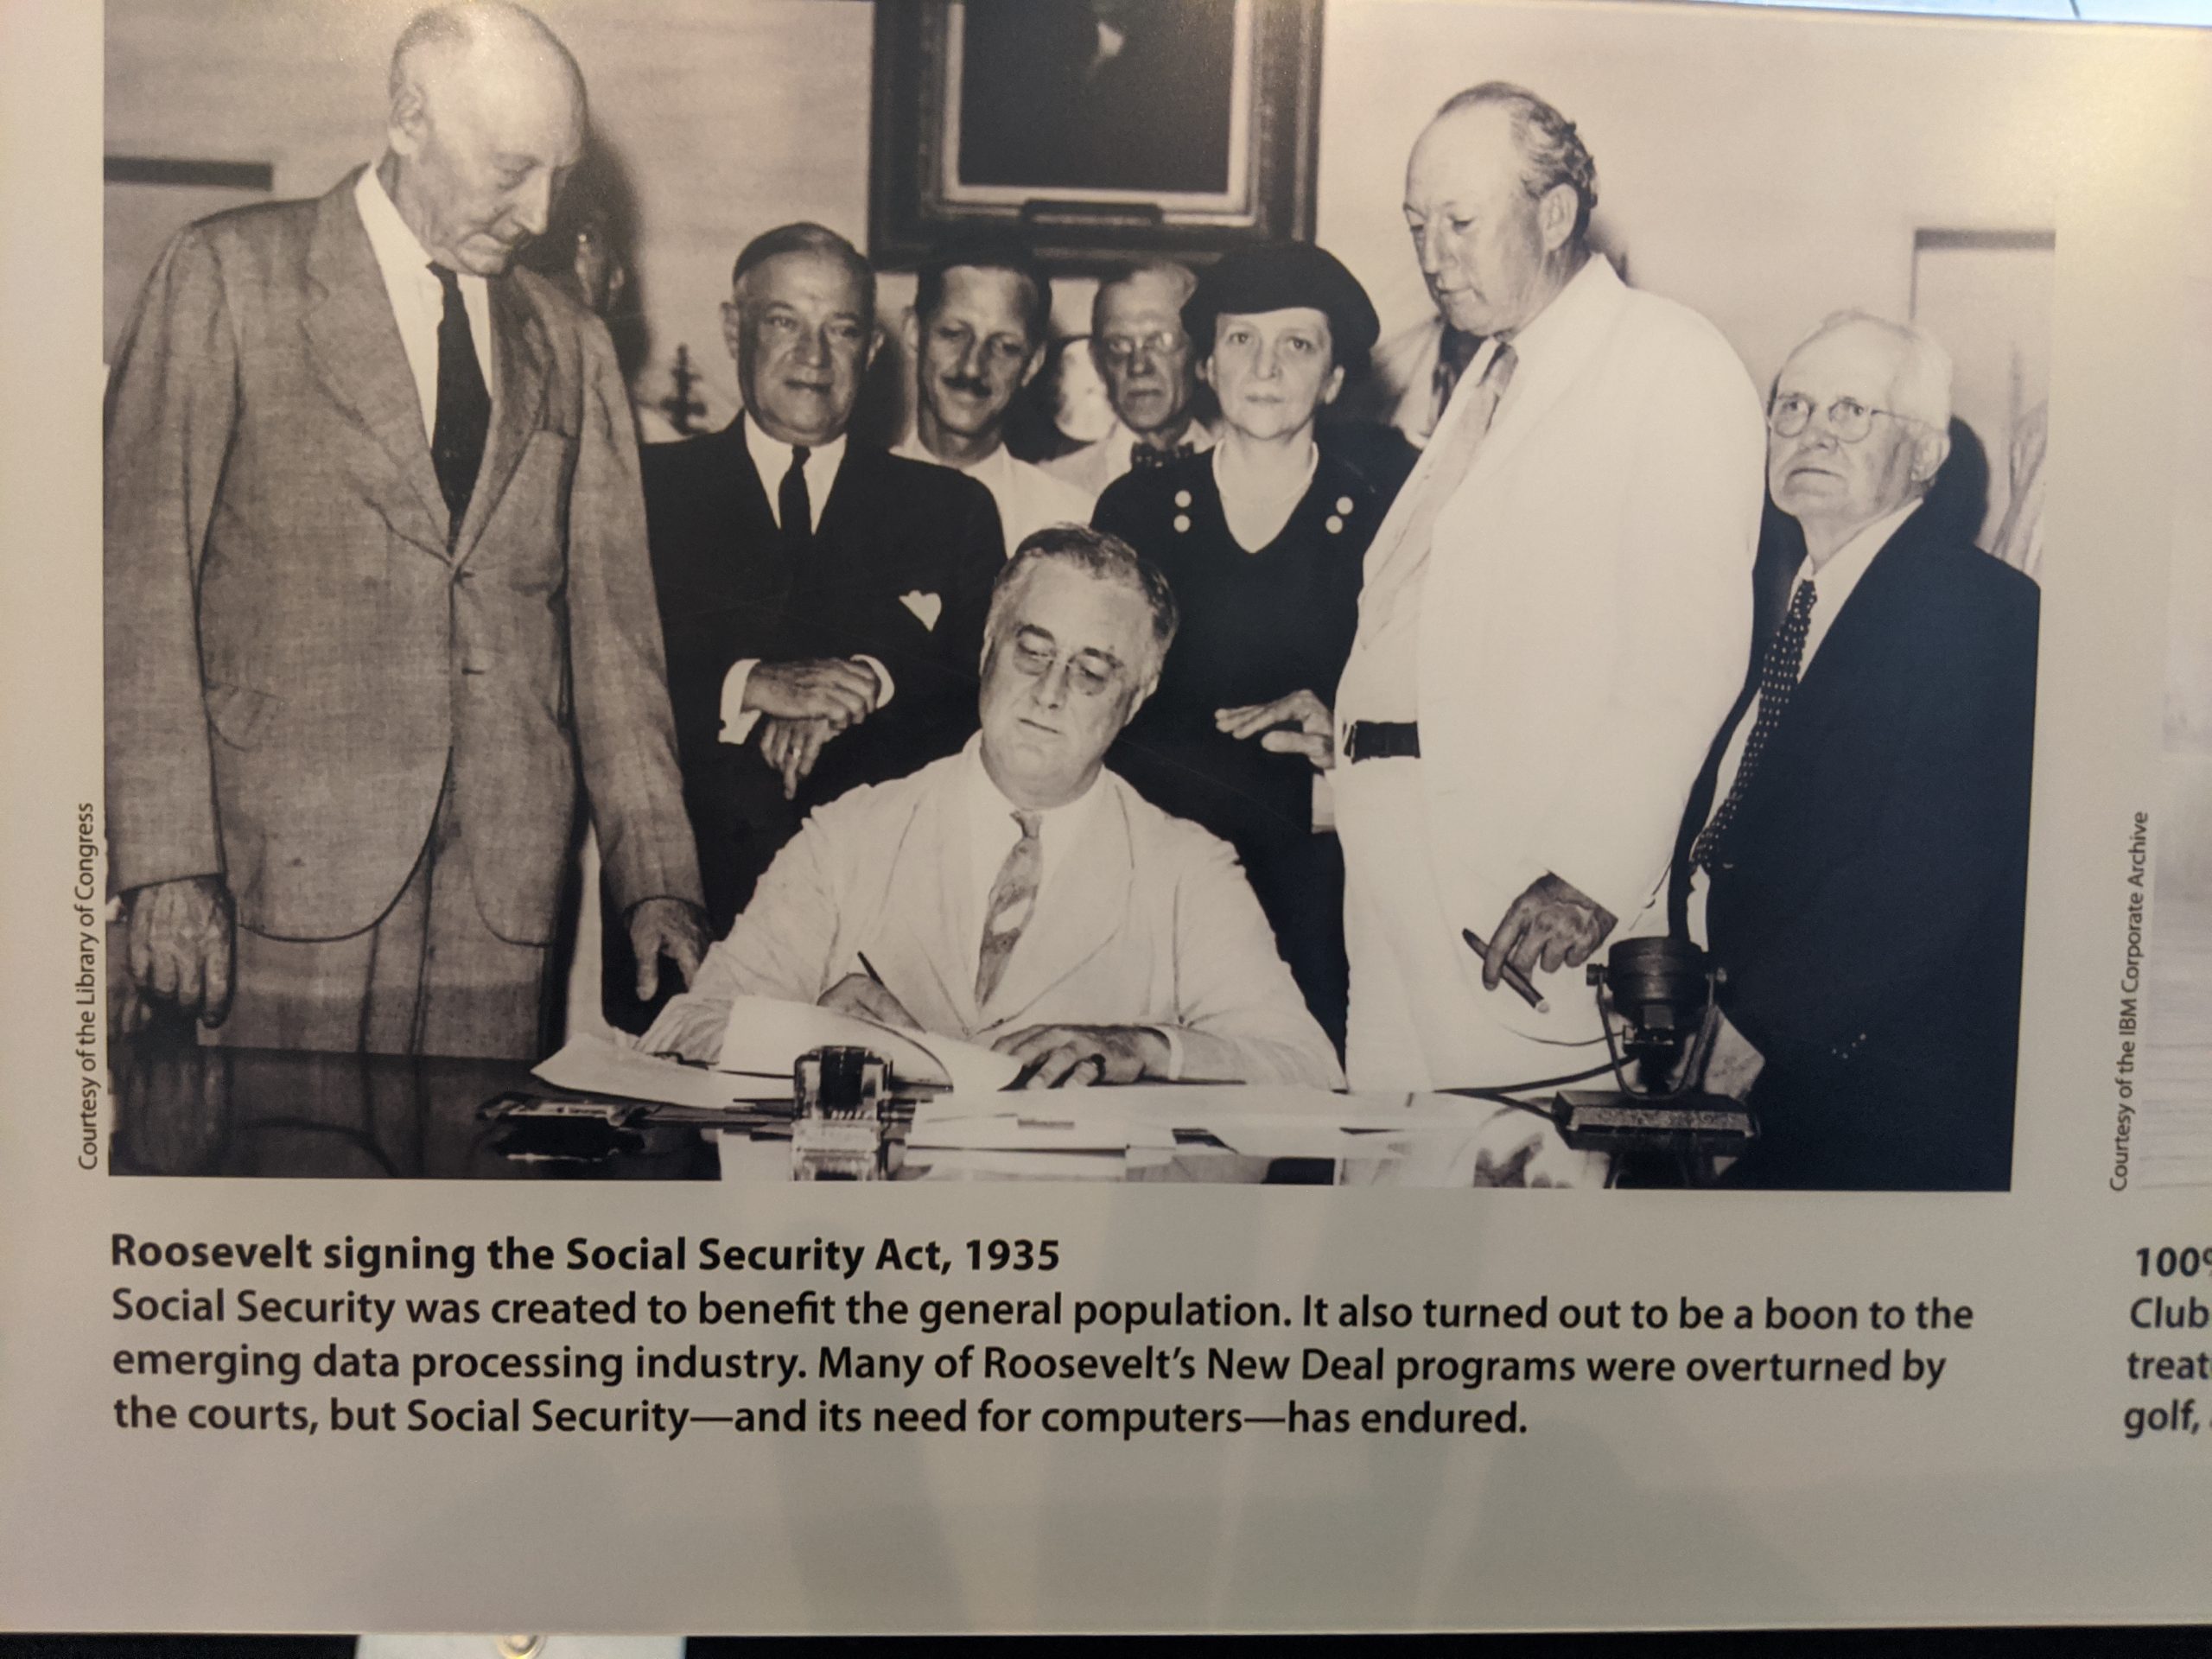 Courtesy of the Library of Congress
Roosevelt signing the Social Security Act, 1935
Social Security was created to benefit the general population. It also turned out to be a boon to the
emerging data processing industry. Many of Roosevelt's New Deal programs were overturned by
the courts, but Social Security—and its need for computers—has endured.
Courtesy of the IBM Corporate Archive
100%
Club
treat
golf,